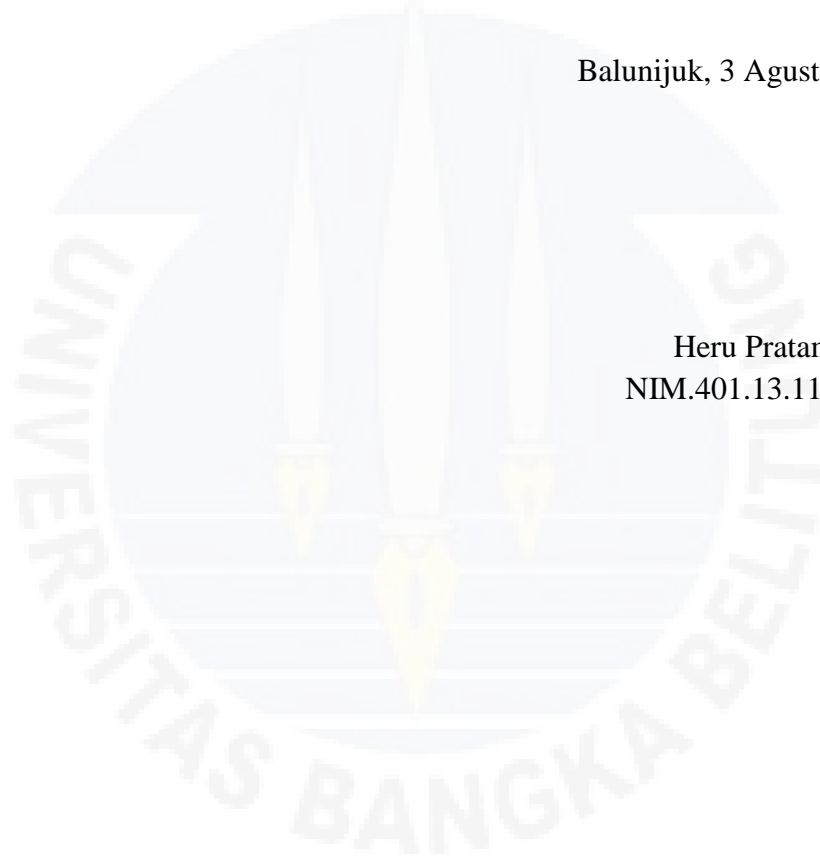 Balunijuk, 3 Agust
Heru Pratan
NIM.401.13.11
UNIVERSITAS BANGKA BELITUNG